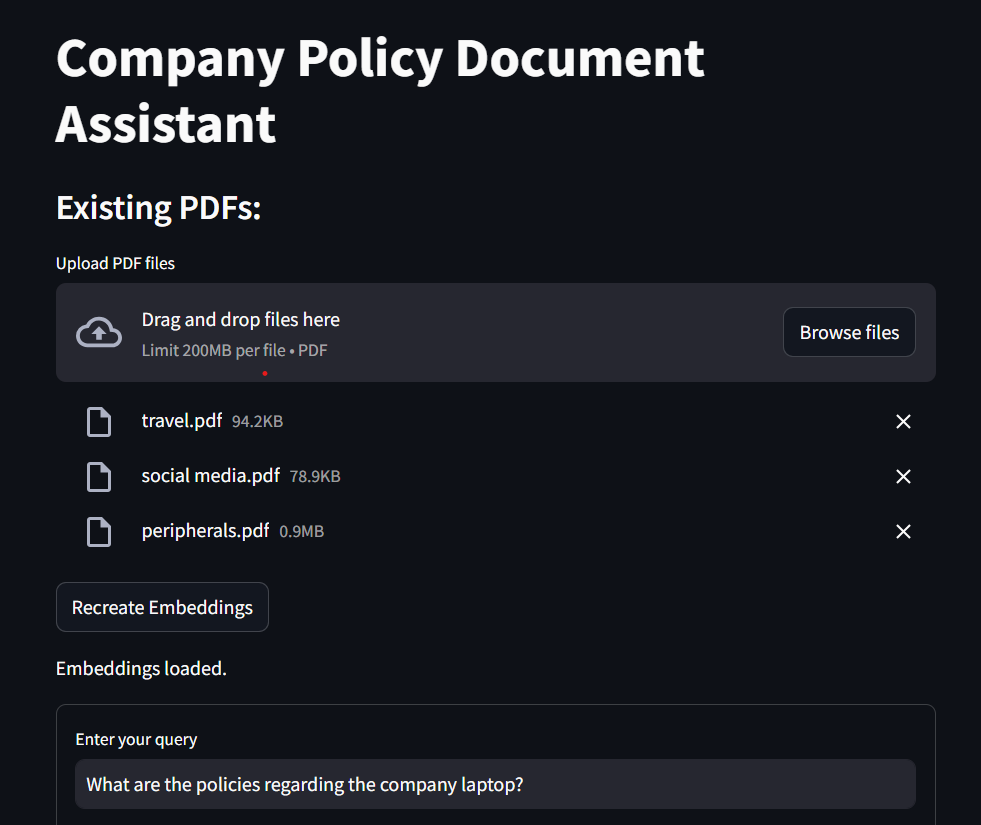 Company Policy Document
Assistant
Existing PDFs:
Upload PDF files
Drag and drop files here
Limit 200MB per file • PDF
Browse files
travel.pdf 94.2KB
social media.pdf 78.9KB
peripherals.pdf 0.9MB
Recreate Embeddings
Embeddings loaded.
Enter your query
What are the policies regarding the company laptop?